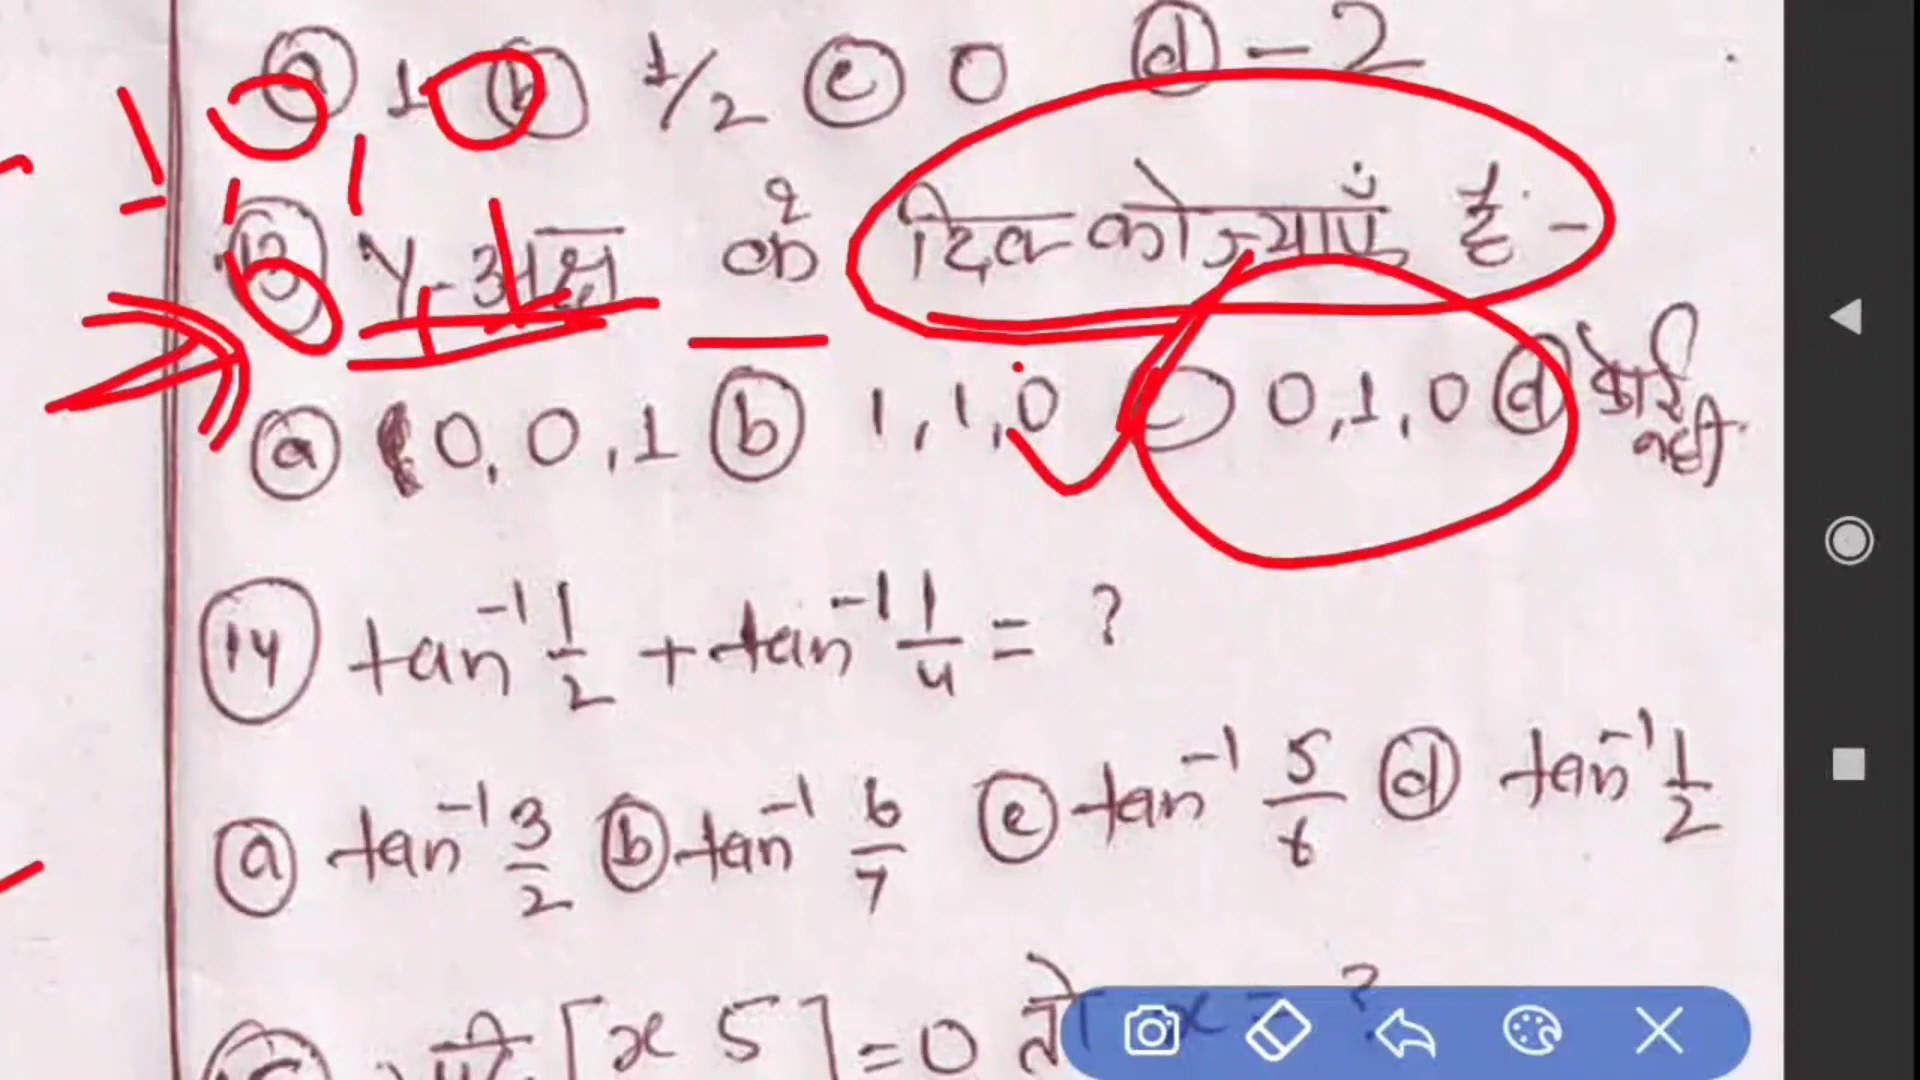 ⓐ 1 ⓑ 1/2 ⓒ 0 ⓓ -2
⑬ Y-अक्ष के दिक कोज्याएँ है -
ⓐ 0, 0, 1 ⓑ 1, 1, 0 ⓒ 0, 1, 0 ⓓ कोई नही
⑭ tan⁻¹ 1/2 + tan⁻¹ 1/4 = ?
ⓐ tan⁻¹ 3/2 ⓑ tan⁻¹ 6/7 ⓒ tan⁻¹ 5/6 ⓓ tan⁻¹ 1/2
[x 5] = 0 तो x = ?